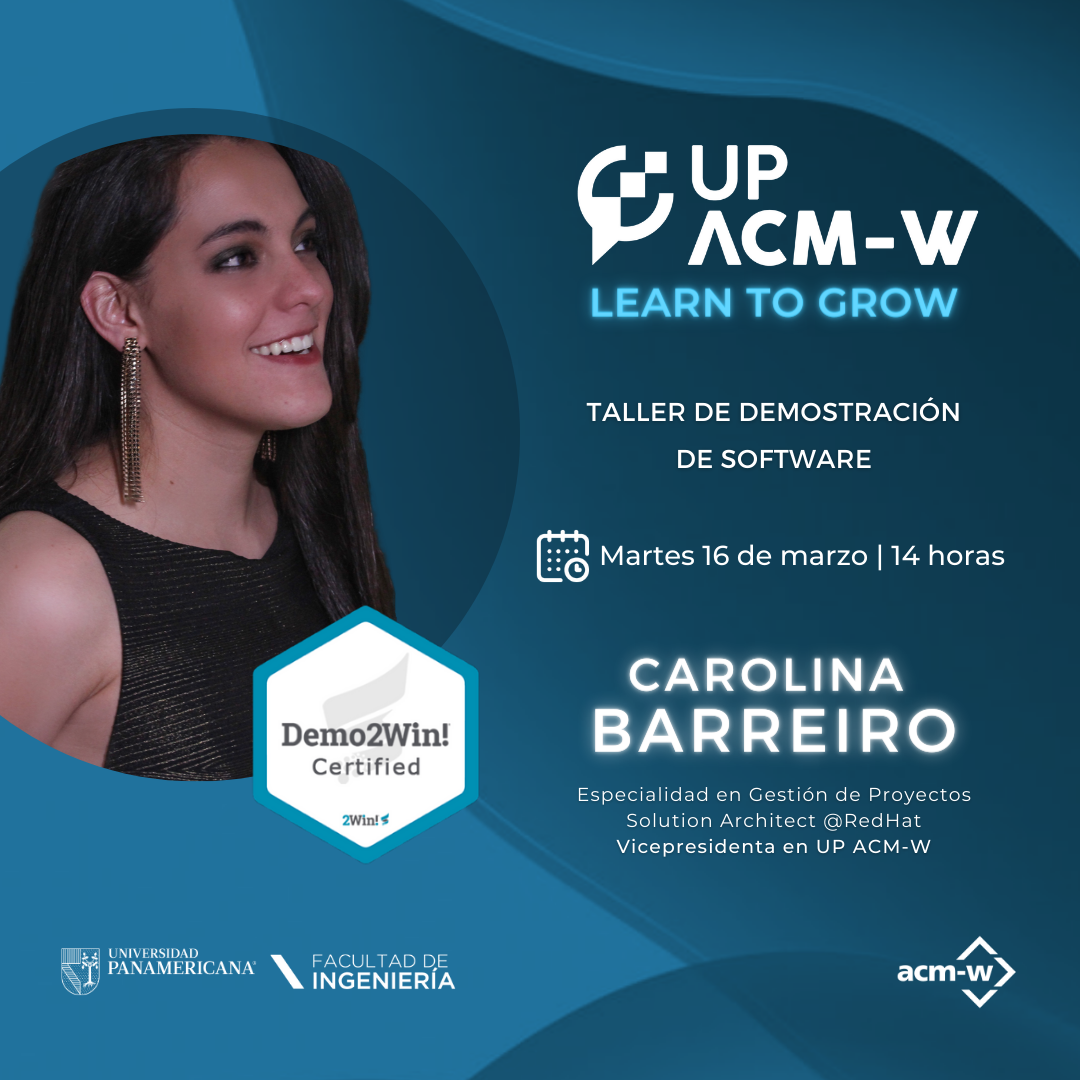 UP
ACM-W
LEARN TO GROW
TALLER DE DEMOSTRACIÓN
DE SOFTWARE
Martes 16 de marzo | 14 horas
Demo2Win!
Certified
2Win!
CAROLINA
BARREIRO
Especialidad en Gestión de Proyectos
Solution Architect @RedHat
Vicepresidenta en UP ACM-W
UNIVERSIDAD
PANAMERICANA
FACULTAD DE
INGENIERÍA
acm-w